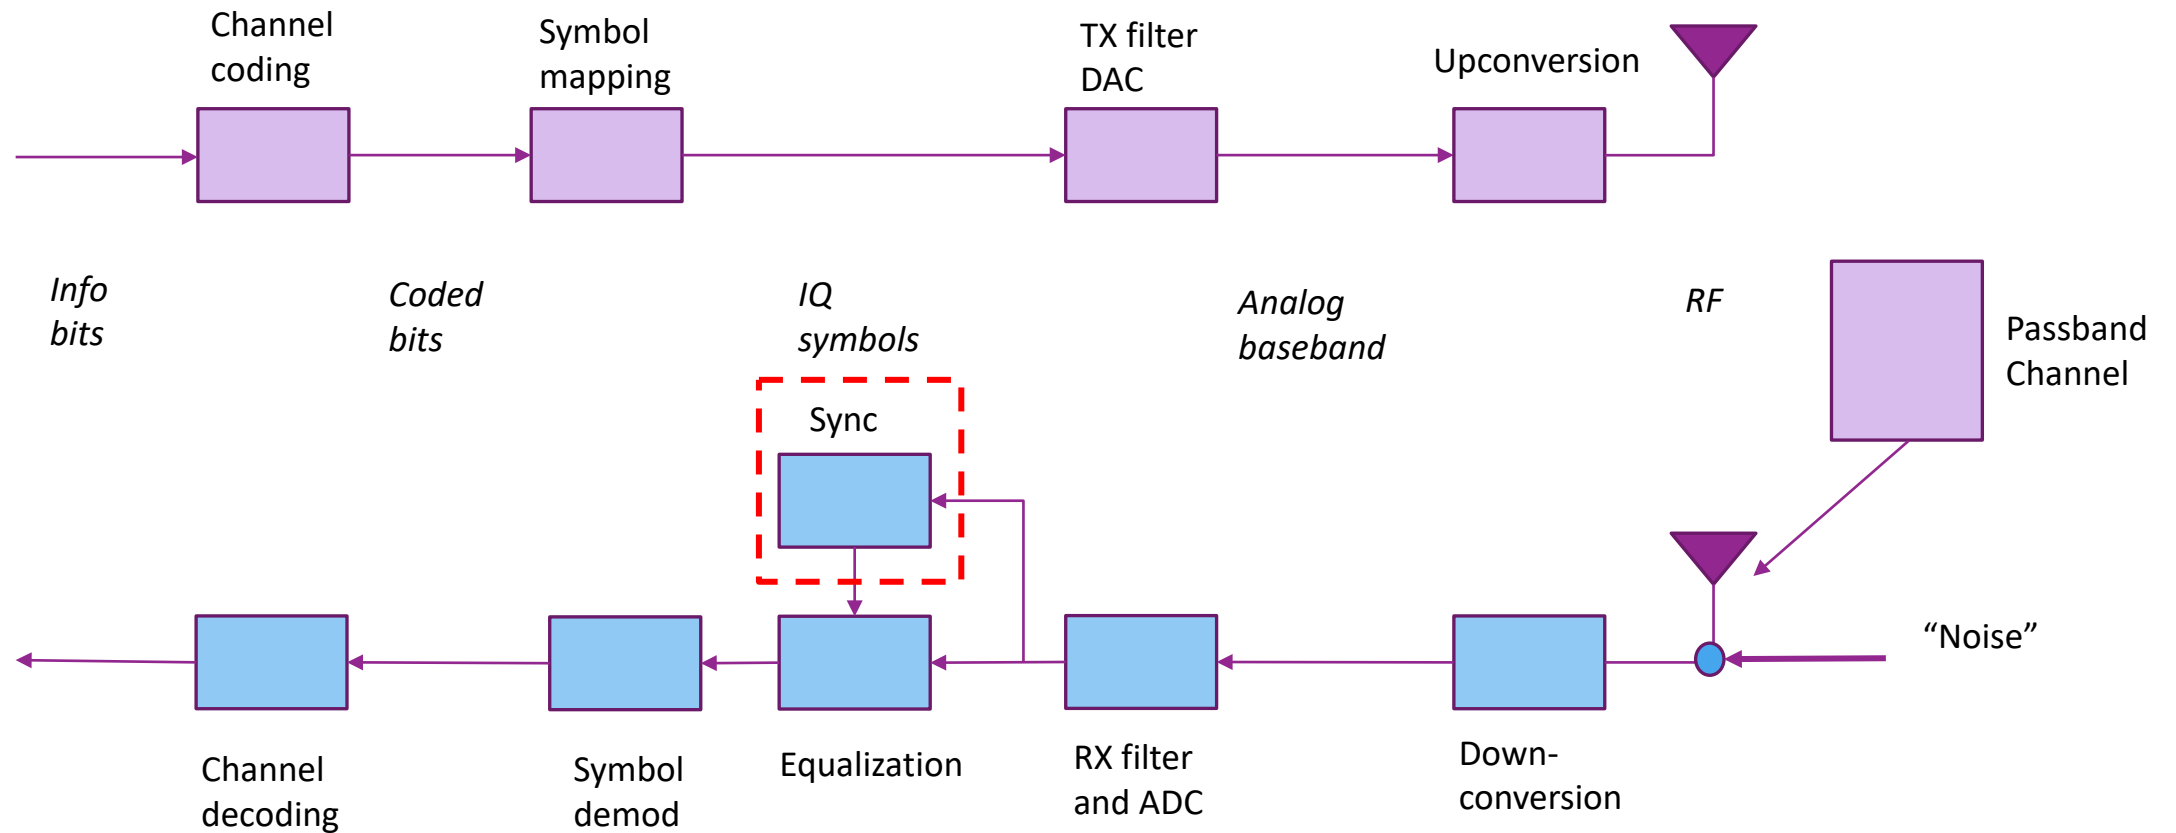 Channel
coding
Symbol
mapping
TX filter
DAC
Upconversion
Info
bits
Coded
bits
IQ
symbols
Analog
baseband
RF
Passband
Channel
Sync
“Noise”
Channel
decoding
Symbol
demod
Equalization
RX filter
and ADC
Down-
conversion